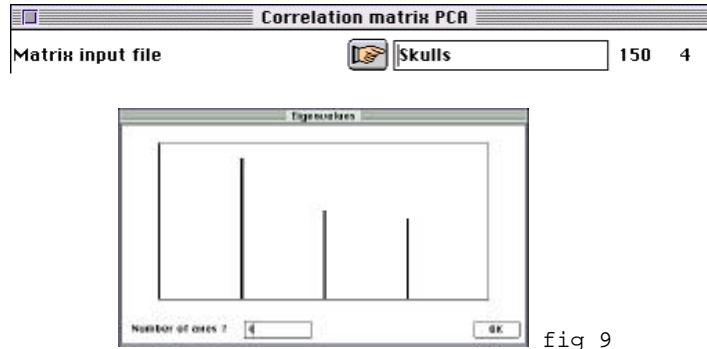 Correlation matrix PCA
Matrix input file Skulls 150 4
Eigenvalues
Number of axes ? 4
OK
fig 9